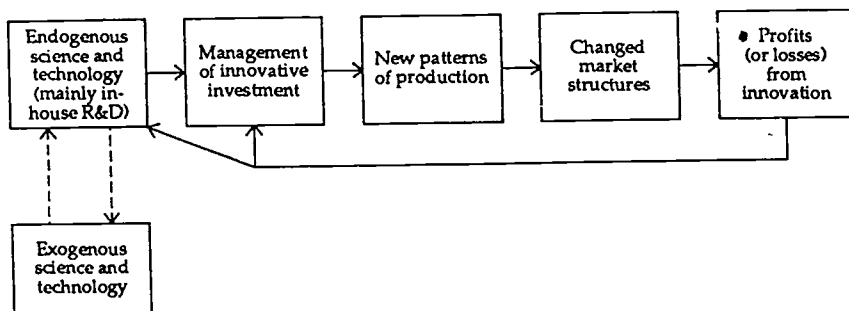 Endogenous
science and
technology
(mainly in-
house R&D)
Management
of innovative
investment
New patterns
of production
Changed
market
structures
Profits
(or losses)
from
innovation
Exogenous
science and
technology